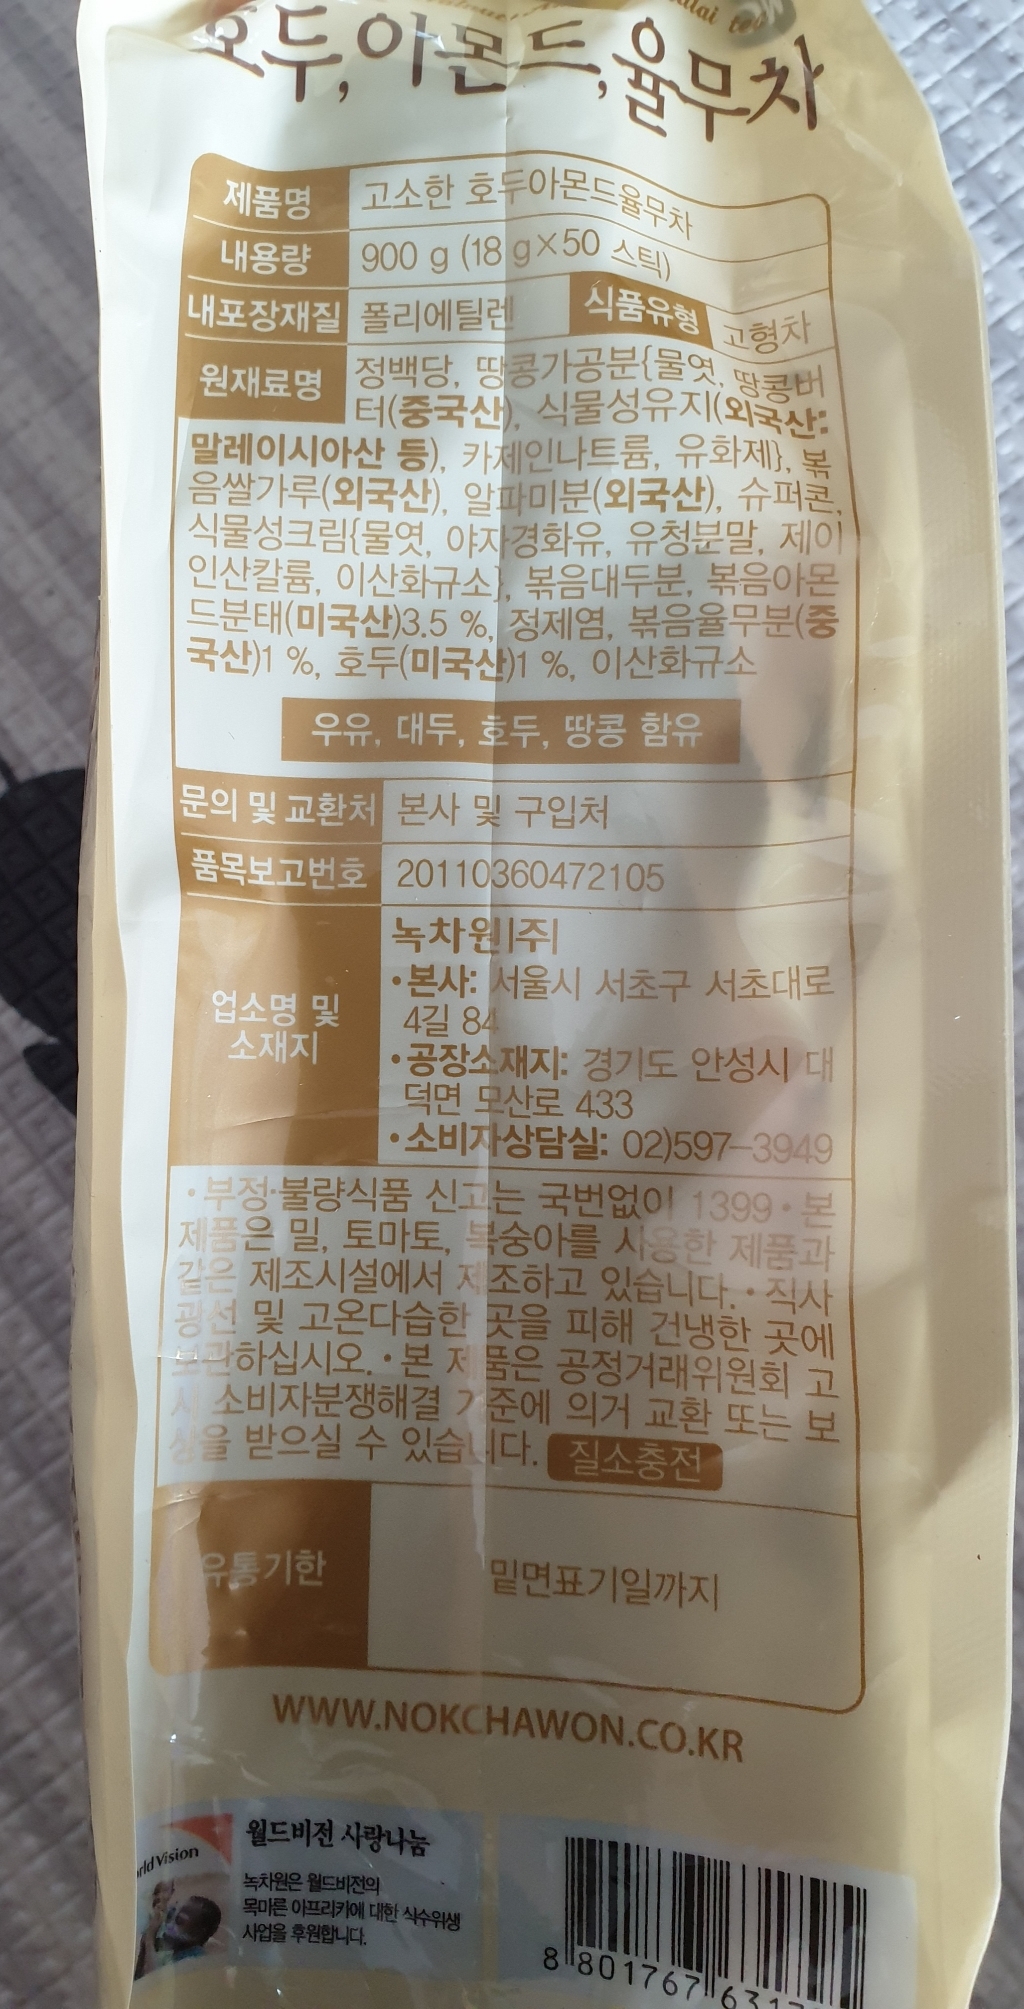 호두,아몬드,율무차
제품명 고소한 호두아몬드율무차
내용량 900 g (18 g×50 스틱)
내포장재질 폴리에틸렌 식품유형 고형차
원재료명 정백당, 땅콩가공분{물엿, 땅콩버
터(중국산), 식물성유지(외국산:
말레이시아산 등), 카제인나트륨, 유화제}, 볶
음쌀가루(외국산), 알파미분(외국산), 슈퍼콘,
식물성크림{물엿, 야자경화유, 유청분말, 제이
인산칼륨, 이산화규소}, 볶음대두분, 볶음아몬
드분태(미국산)3.5 %, 정제염, 볶음율무분(중
국산)1 %, 호두(미국산)1 %, 이산화규소
우유, 대두, 호두, 땅콩 함유
문의 및 교환처 본사 및 구입처
품목보고번호 20110360472105
업소명 및
소재지
녹차원|주|
•본사: 서울시 서초구 서초대로
4길 84
•공장소재지: 경기도 안성시 대
덕면 모산로 433
•소비자상담실: 02)597-3949
•부정·불량식품 신고는 국번없이 1399 •본
제품은 밀, 토마토, 복숭아를 사용한 제품과
같은 제조시설에서 제조하고 있습니다. •직사
광선 및 고온다습한 곳을 피해 건냉한 곳에
보관하십시오. •본 제품은 공정거래위원회 고
시 소비자분쟁해결 기준에 의거 교환 또는 보
상을 받으실 수 있습니다. 질소충전
유통기한 밑면표기일까지
WWW.NOKCHAWON.CO.KR
Vision
월드비전 사랑나눔
녹차원은 월드비전의
목마른 아프리카에 대한 식수위생
사업을 후원합니다.
8 801767